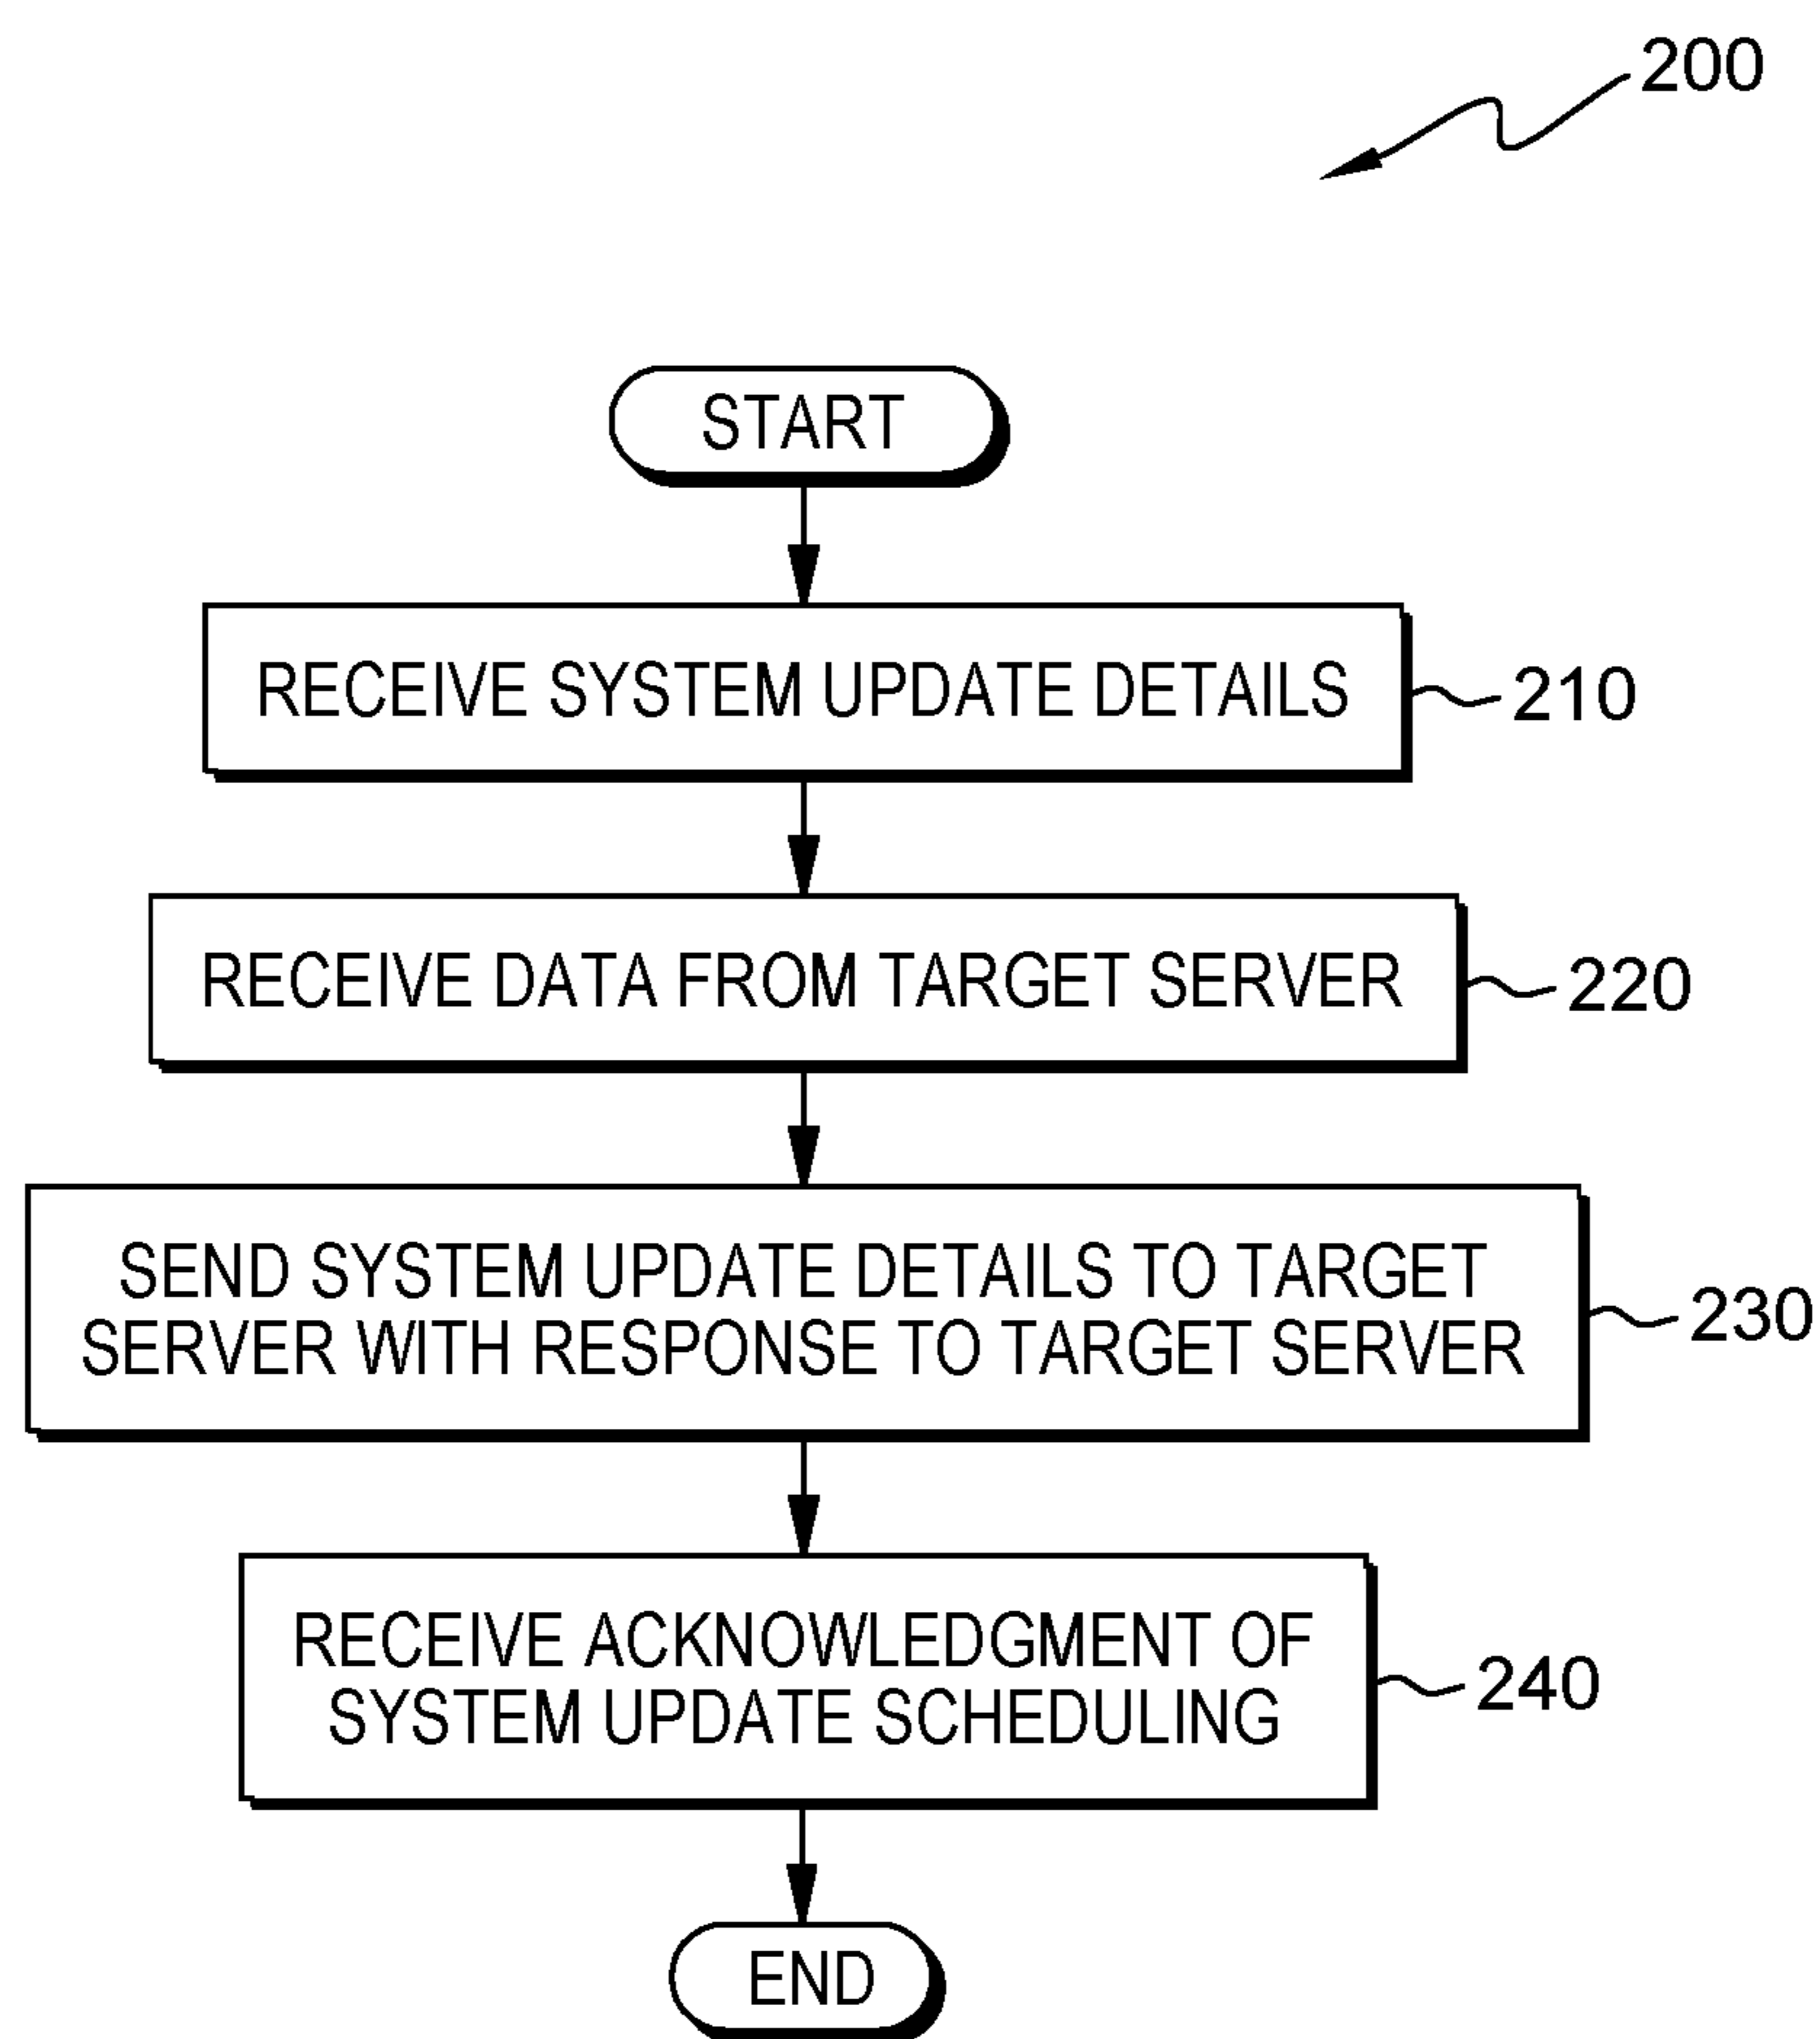 200
START
RECEIVE SYSTEM UPDATE DETAILS
210
RECEIVE DATA FROM TARGET SERVER
220
SEND SYSTEM UPDATE DETAILS TO TARGET
SERVER WITH RESPONSE TO TARGET SERVER
230
RECEIVE ACKNOWLEDGMENT OF
SYSTEM UPDATE SCHEDULING
240
END